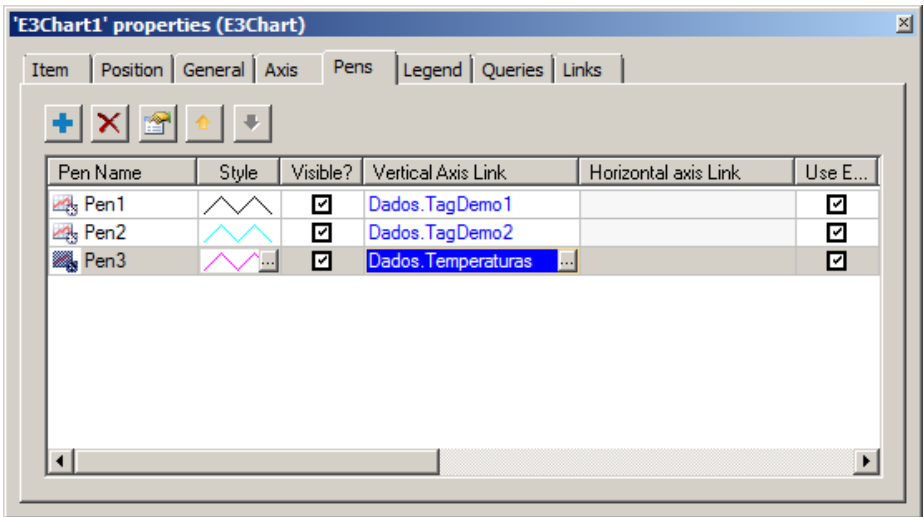 'E3Chart1' properties (E3Chart)
Item Position General Axis Pens Legend Queries Links
Pen Name Style Visible? Vertical Axis Link Horizontal axis Link Use E...
Pen1 Dados.TagDemo1
Pen2 Dados.TagDemo2
Pen3 ... Dados.Temperaturas ...